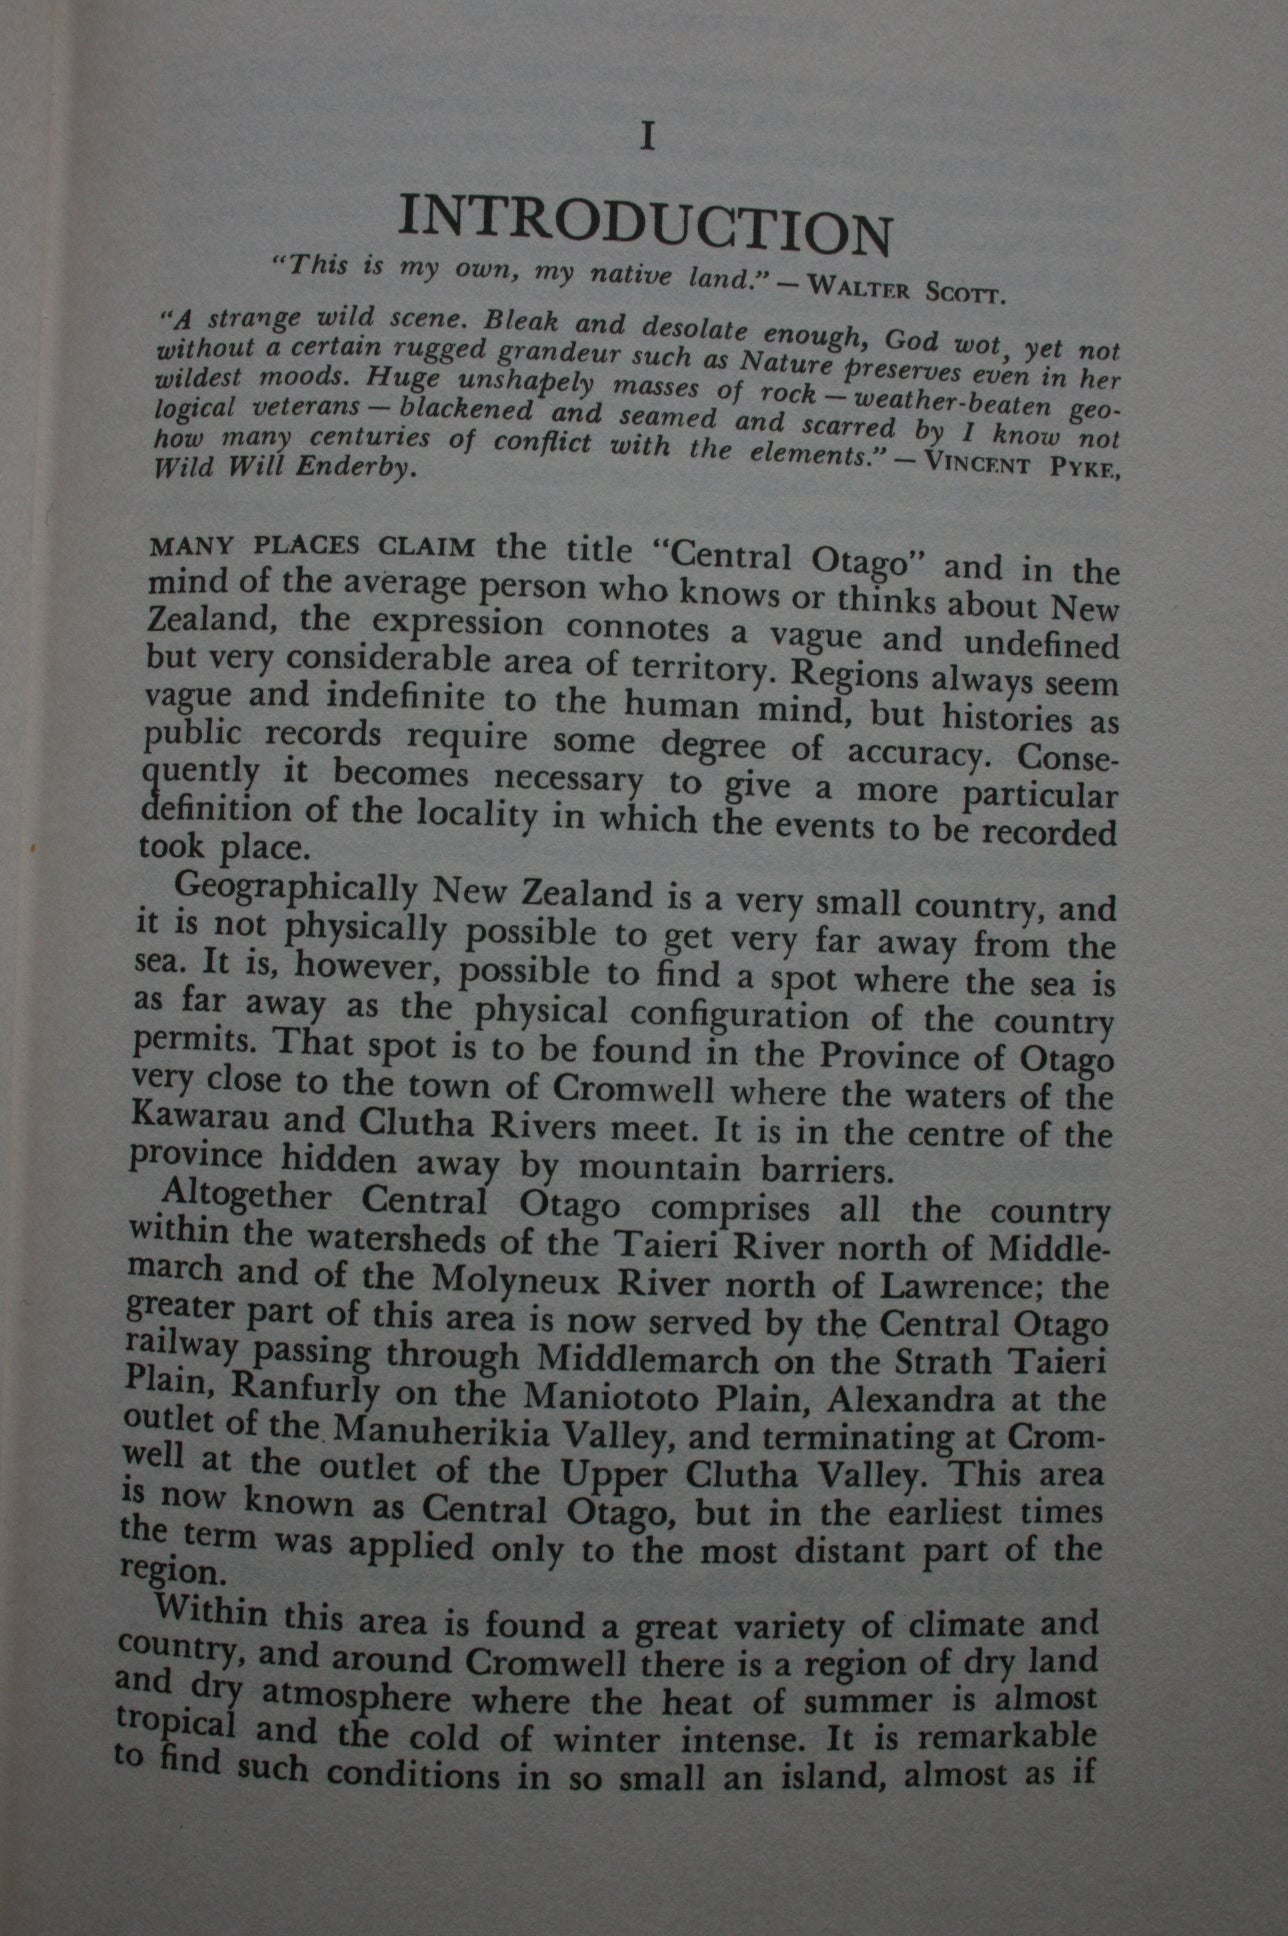 I
INTRODUCTION
“This is my own, my native land.” — WALTER SCOTT.
“A strange wild scene. Bleak and desolate enough, God wot, yet not
without a certain rugged grandeur such as Nature preserves even in her
wildest moods. Huge unshapely masses of rock — weather-beaten geo-
logical veterans — blackened and seamed and scarred by I know not
how many centuries of conflict with the elements.” — VINCENT PYKE,
Wild Will Enderby.
MANY PLACES CLAIM the title “Central Otago” and in the
mind of the average person who knows or thinks about New
Zealand, the expression connotes a vague and undefined
but very considerable area of territory. Regions always seem
vague and indefinite to the human mind, but histories as
public records require some degree of accuracy. Conse-
quently it becomes necessary to give a more particular
definition of the locality in which the events to be recorded
took place.
Geographically New Zealand is a very small country, and
it is not physically possible to get very far away from the
sea. It is, however, possible to find a spot where the sea is
as far away as the physical configuration of the country
permits. That spot is to be found in the Province of Otago
very close to the town of Cromwell where the waters of the
Kawarau and Clutha Rivers meet. It is in the centre of the
province hidden away by mountain barriers.
Altogether Central Otago comprises all the country
within the watersheds of the Taieri River north of Middle-
march and of the Molyneux River north of Lawrence; the
greater part of this area is now served by the Central Otago
railway passing through Middlemarch on the Strath Taieri
Plain, Ranfurly on the Maniototo Plain, Alexandra at the
outlet of the Manuherikia Valley, and terminating at Crom-
well at the outlet of the Upper Clutha Valley. This area
is now known as Central Otago, but in the earliest times
the term was applied only to the most distant part of the
region.
Within this area is found a great variety of climate and
country, and around Cromwell there is a region of dry land
and dry atmosphere where the heat of summer is almost
tropical and the cold of winter intense. It is remarkable
to find such conditions in so small an island, almost as if